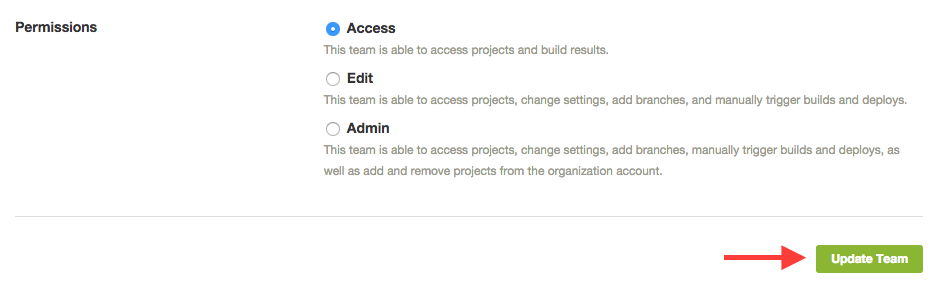 Permissions
Access
This team is able to access projects and build results.
Edit
This team is able to access projects, change settings, add branches, and manually trigger builds and deploys.
Admin
This team is able to access projects, change settings, add branches, manually trigger builds and deploys, as
well as add and remove projects from the organization account.
Update Team